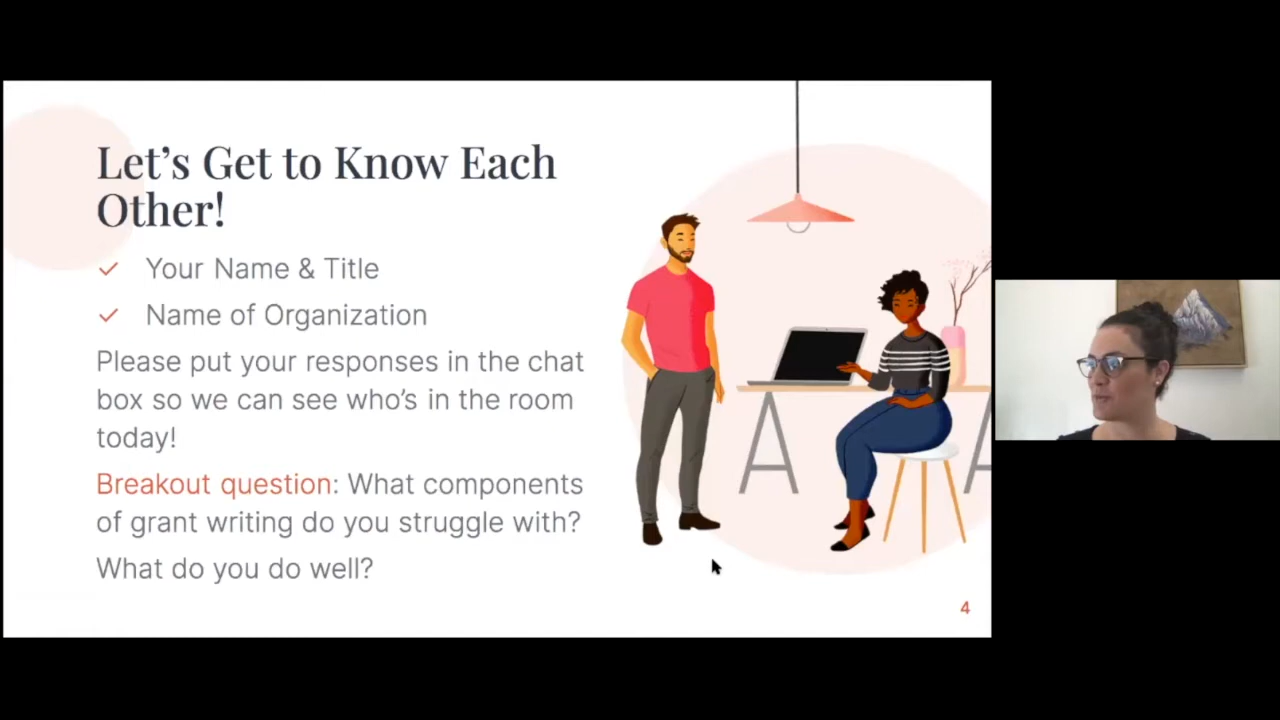 Let’s Get to Know Each
Other!
Your Name & Title
Name of Organization
Please put your responses in the chat
box so we can see who’s in the room
today!
Breakout question: What components
of grant writing do you struggle with?
What do you do well?
4